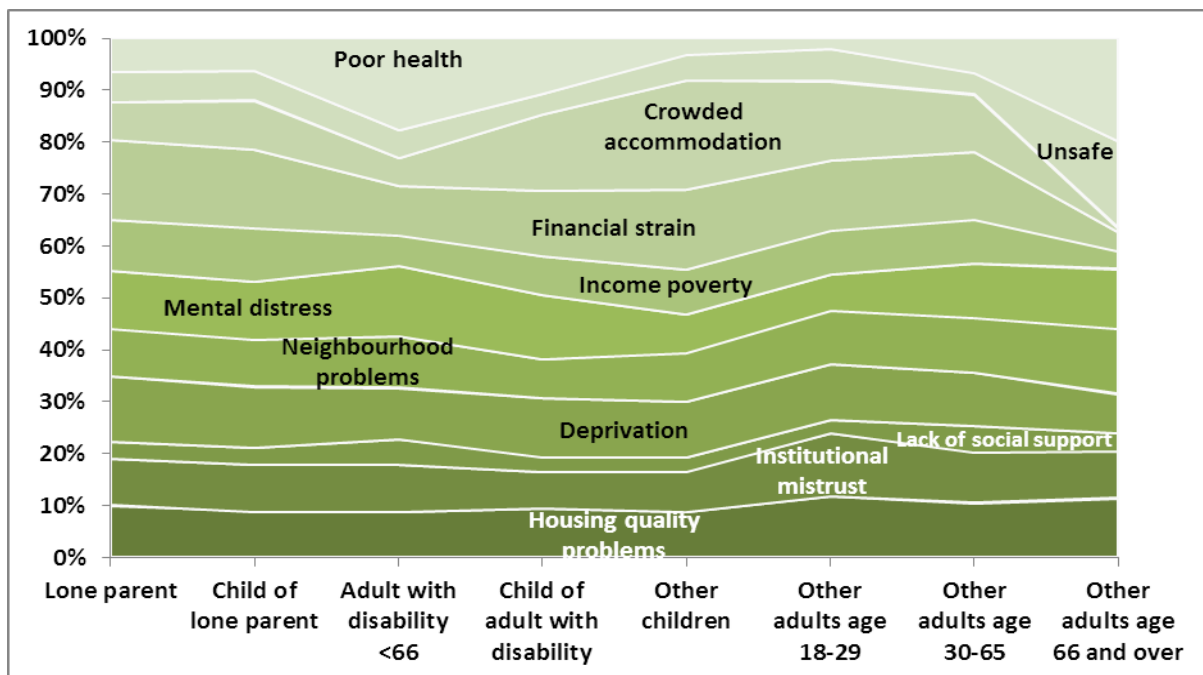 100%
90%
80%
70%
60%
50%
40%
30%
20%
10%
0%
Poor health
Crowded
accommodation
Unsafe
Financial strain
Income poverty
Mental distress
Neighbourhood
problems
Deprivation
Lack of social support
Institutional
mistrust
Housing quality
problems
Lone parent
Child of
lone parent
Adult with
disability
<66
Child of
adult with
disability
Other
children
Other
adults age
18-29
Other
adults age
30-65
Other
adults age
66 and over